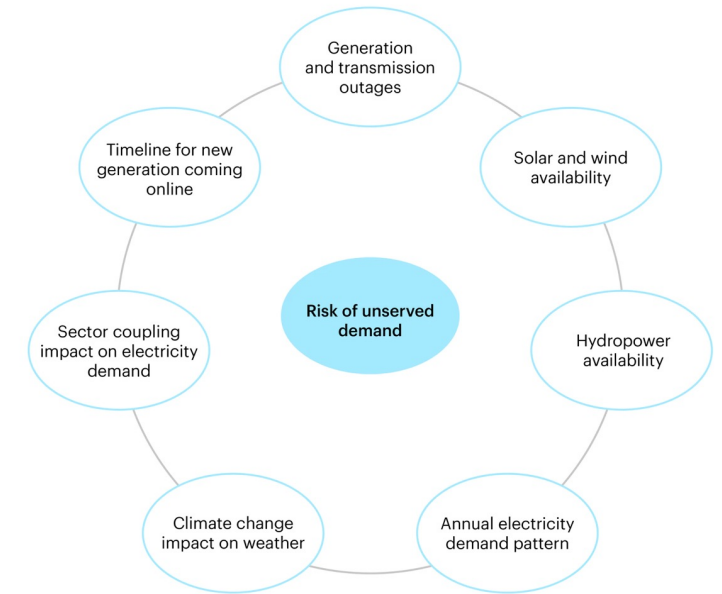 Generation
and transmission
outages
Solar and wind
availability
Hydropower
availability
Annual electricity
demand pattern
Climate change
impact on weather
Sector coupling
impact on electricity
demand
Timeline for new
generation coming
online
Risk of unserved
demand